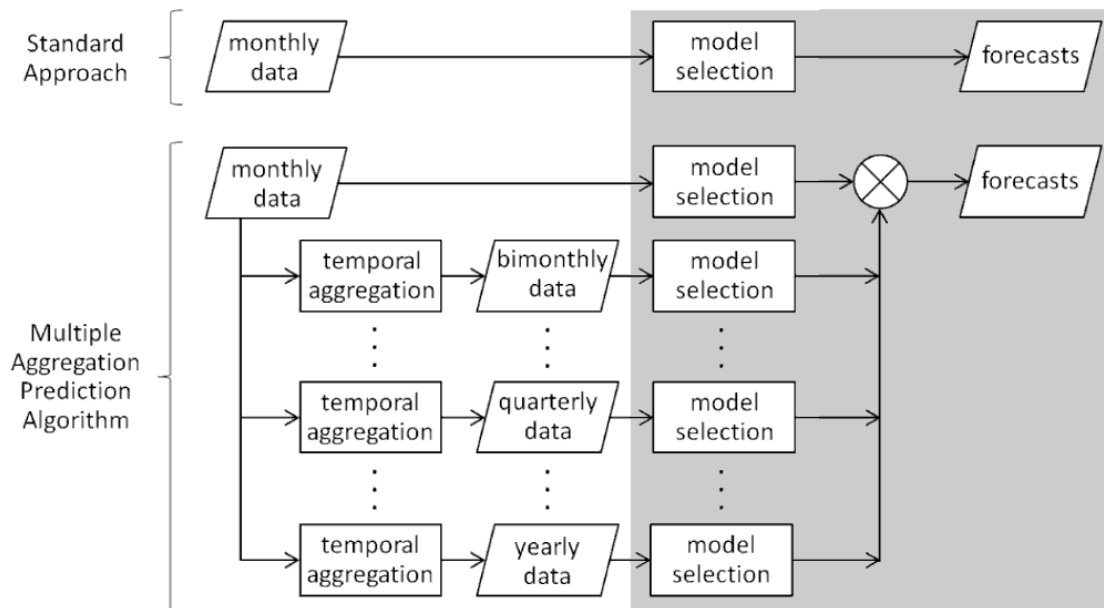 Standard
Approach
monthly
data
model
selection
forecasts
Multiple
Aggregation
Prediction
Algorithm
monthly
data
model
selection
forecasts
temporal
aggregation
bimonthly
data
model
selection
temporal
aggregation
quarterly
data
model
selection
temporal
aggregation
yearly
data
model
selection